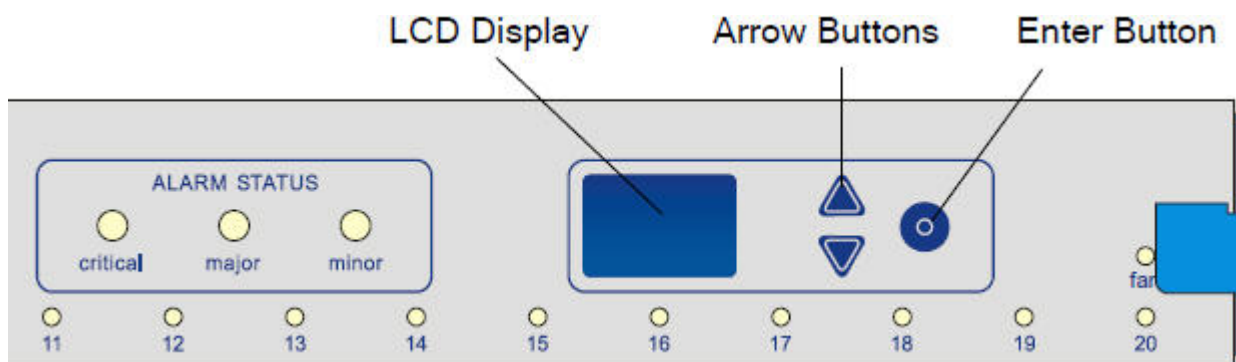 LCD Display Arrow Buttons Enter Button
ALARM STATUS
critical major minor
11 12 13 14 15 16 17 18 19 20